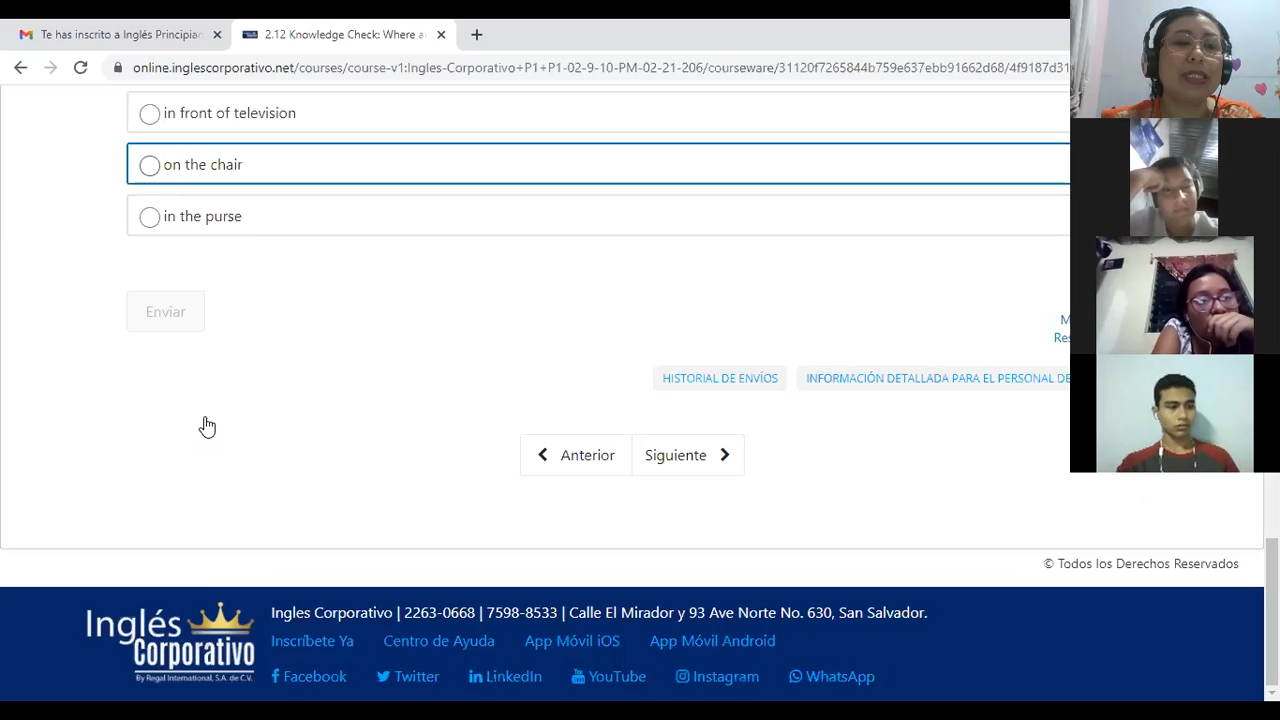 Te has inscrito a Inglés Principian
2.12 Knowledge Check: Where a
online.inglescorporativo.net/courses/course-v1:Ingles-Corporativo+P1+P1-02-9-10-PM-02-21-206/courseware/31120f7265844b759e637ebb91662d68/4f9187d31
in front of television
on the chair
in the purse
Enviar
M
Res
HISTORIAL DE ENVÍOS
INFORMACIÓN DETALLADA PARA EL PERSONAL DE
Anterior
Siguiente
© Todos los Derechos Reservados
Inglés Corporativo
By Regal International, S.A. de C.V.
Ingles Corporativo | 2263-0668 | 7598-8533 | Calle El Mirador y 93 Ave Norte No. 630, San Salvador.
Inscríbete Ya Centro de Ayuda App Móvil iOS App Móvil Android
Facebook Twitter LinkedIn YouTube Instagram WhatsApp